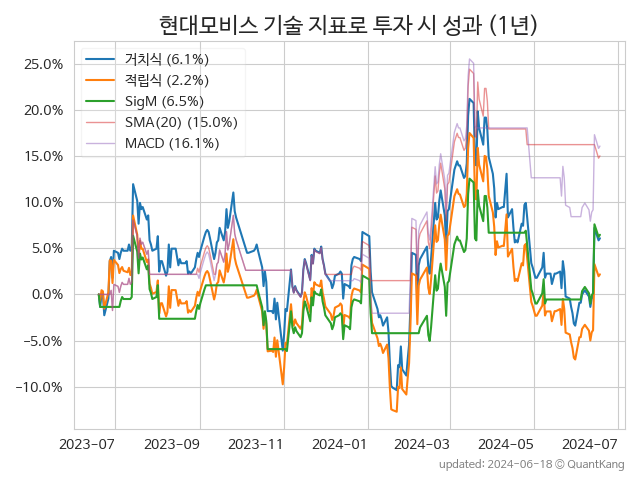 현대모비스 기술 지표로 투자 시 성과 (1년)
거치식 (6.1%)
적립식 (2.2%)
SigM (6.5%)
SMA(20) (15.0%)
MACD (16.1%)
25.0%
20.0%
15.0%
10.0%
5.0%
0.0%
−5.0%
−10.0%
2023-07 2023-09 2023-11 2024-01 2024-03 2024-05 2024-07
updated: 2024-06-18 ⓒ QuantKang